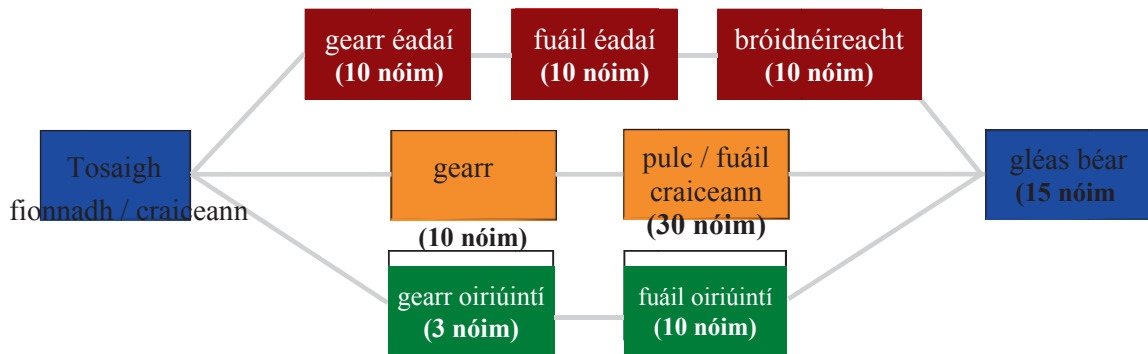 gearr éadaí
(10 nóim)
fuáil éadaí
(10 nóim)
bróidnéireacht
(10 nóim)
Tosaigh
fionnadh / craiceann
gearr
(10 nóim)
pulc / fuáil
craiceann
(30 nóim)
gléas béar
(15 nóim
gearr oiriúintí
(3 nóim)
fuáil oiriúintí
(10 nóim)